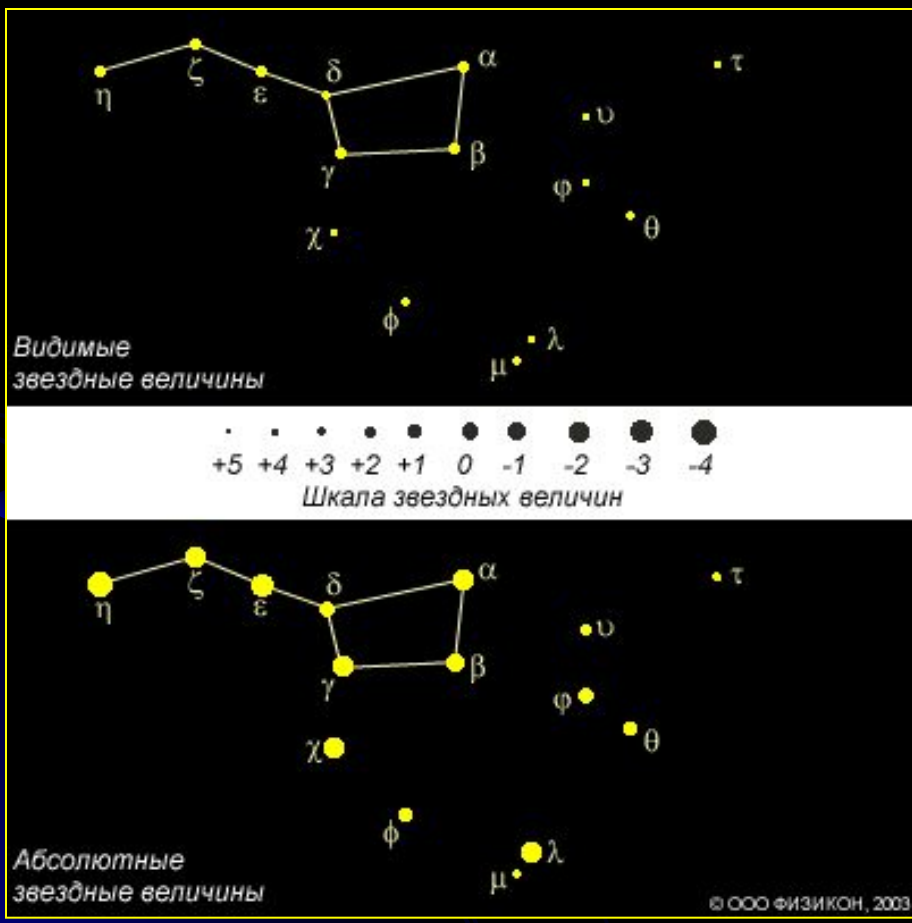 η ζ ε δ α τ
γ β υ
φ
χ θ
ϕ
μ λ
Видимые
звездные величины
+5 +4 +3 +2 +1 0 -1 -2 -3 -4
Шкала звездных величин
η ζ ε δ α τ
γ β υ
φ
χ θ
ϕ
μ λ
Абсолютные
звездные величины
© ООО ФИЗИКОН, 2003